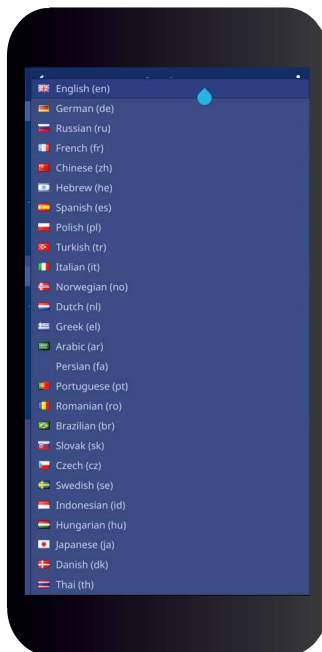 English (en)
German (de)
Russian (ru)
French (fr)
Chinese (zh)
Hebrew (he)
Spanish (es)
Polish (pl)
Turkish (tr)
Italian (it)
Norwegian (no)
Dutch (nl)
Greek (el)
Arabic (ar)
Persian (fa)
Portuguese (pt)
Romanian (ro)
Brazilian (br)
Slovak (sk)
Czech (cz)
Swedish (se)
Indonesian (id)
Hungarian (hu)
Japanese (ja)
Danish (dk)
Thai (th)